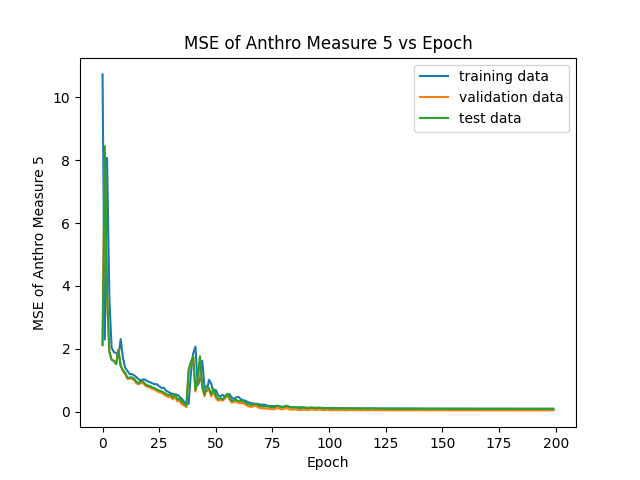 MSE of Anthro Measure 5 vs Epoch
training data
validation data
test data
MSE of Anthro Measure 5
10
8
6
4
2
0
0 25 50 75 100 125 150 175 200
Epoch